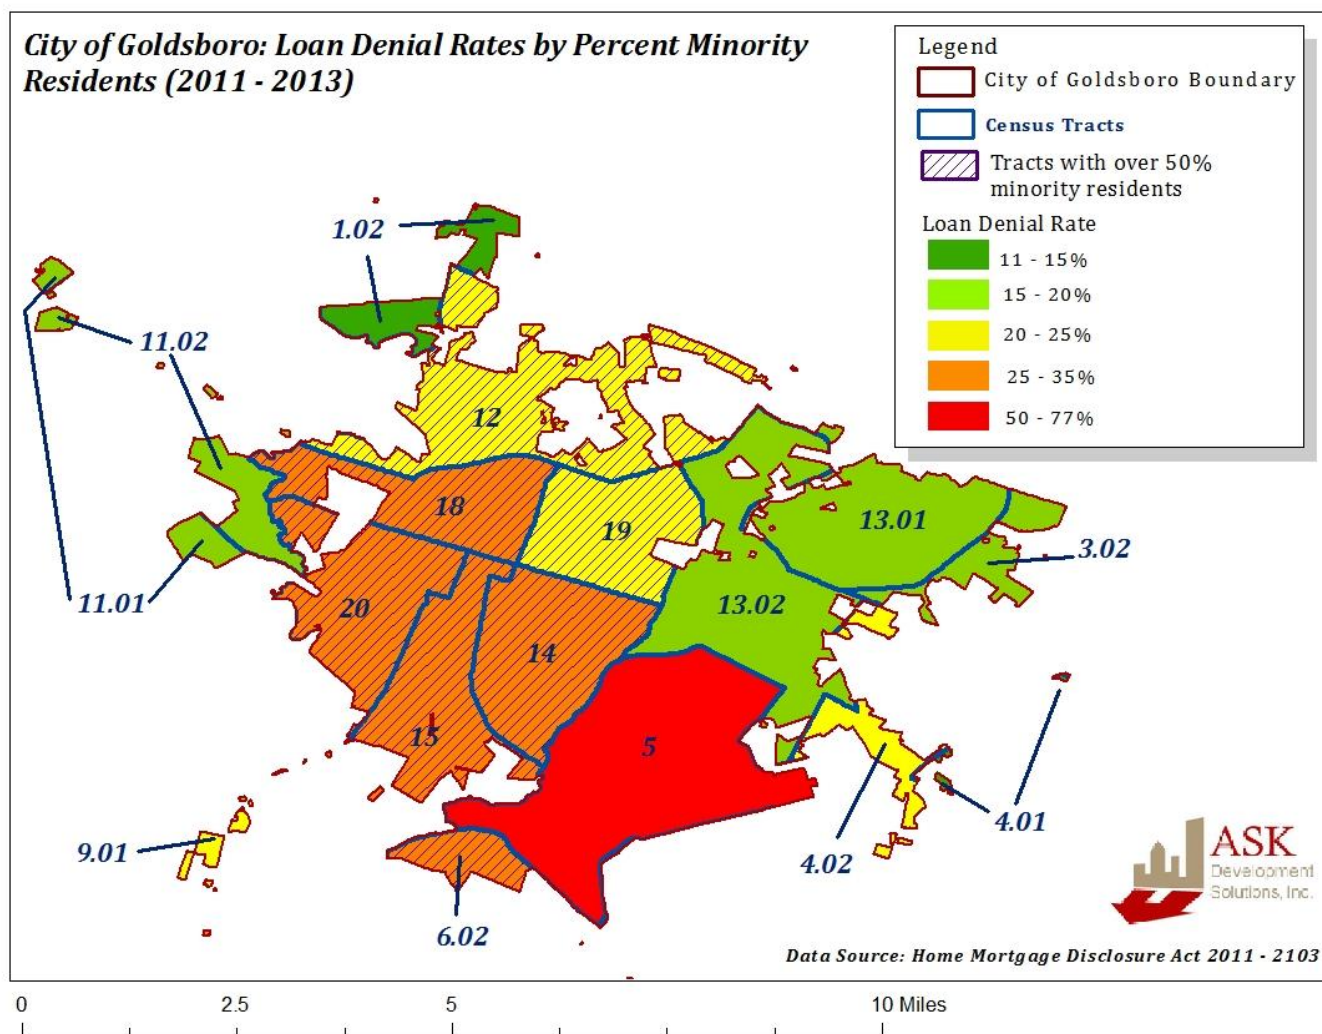 City of Goldsboro: Loan Denial Rates by Percent Minority
Residents (2011 - 2013)
Legend
City of Goldsboro Boundary
Census Tracts
Tracts with over 50%
minority residents
Loan Denial Rate
11 - 15%
15 - 20%
20 - 25%
25 - 35%
50 - 77%
1.02
11.02
12
18
19
13.01
3.02
11.01
20
13.02
14
15
5
4.01
9.01
4.02
6.02
ASK
Development
Solutions, Inc.
Data Source: Home Mortgage Disclosure Act 2011 - 2103
0
2.5
5
10 Miles